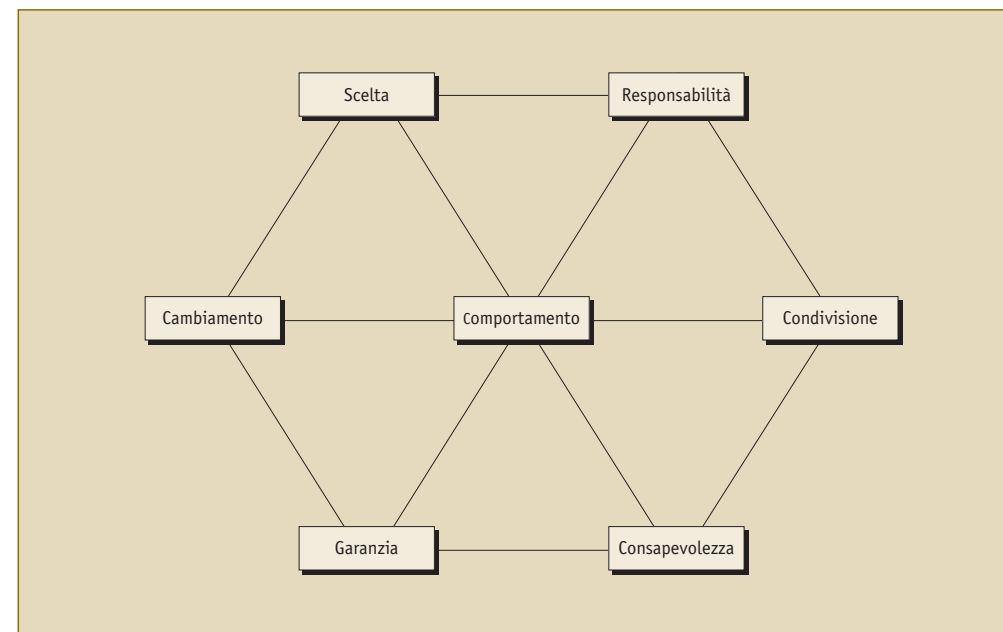 Scelta
Responsabilità
Cambiamento
Comportamento
Condivisione
Garanzia
Consapevolezza